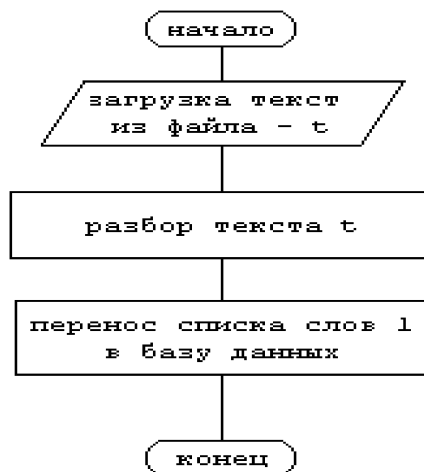 начало
загрузка текст
из файла - t
разбор текста t
перенос списка слов l
в базу данных
конец